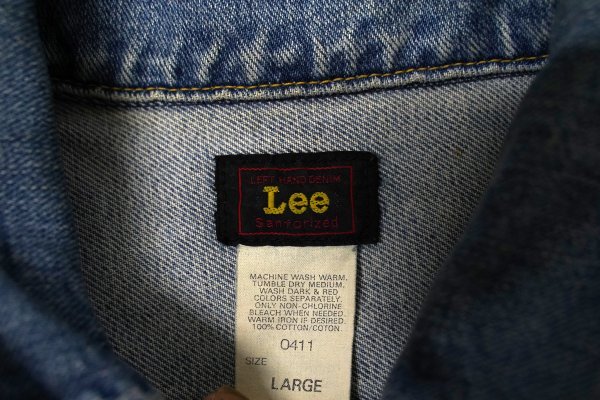 LEFT HAND DENIM
Lee
Sanforized
MACHINE WASH WARM.
TUMBLE DRY MEDIUM.
WASH DARK & RED
COLORS SEPARATELY.
ONLY NON-CHLORINE
BLEACH WHEN NEEDED.
WARM IRON IF DESIRED.
100% COTTON/COTON.
0411
SIZE
LARGE